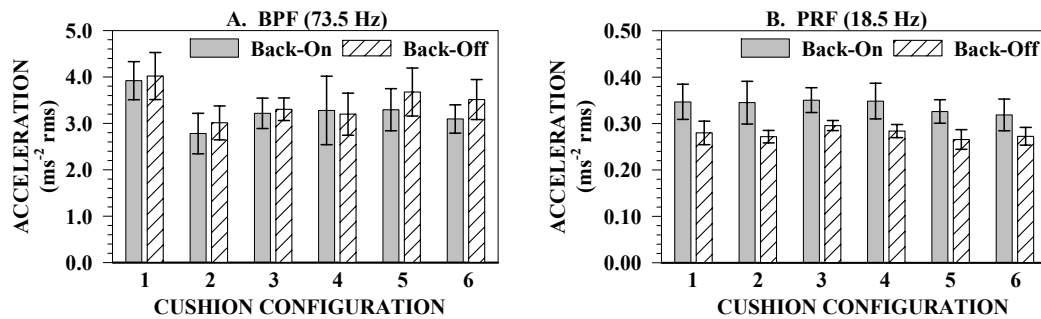 A. BPF (73.5 Hz)
ACCELERATION
(ms⁻² rms)
5.0
4.0
3.0
2.0
1.0
0.0
Back-On Back-Off
1 2 3 4 5 6
CUSHION CONFIGURATION
B. PRF (18.5 Hz)
ACCELERATION
(ms⁻² rms)
0.50
0.40
0.30
0.20
0.10
0.00
Back-On Back-Off
1 2 3 4 5 6
CUSHION CONFIGURATION